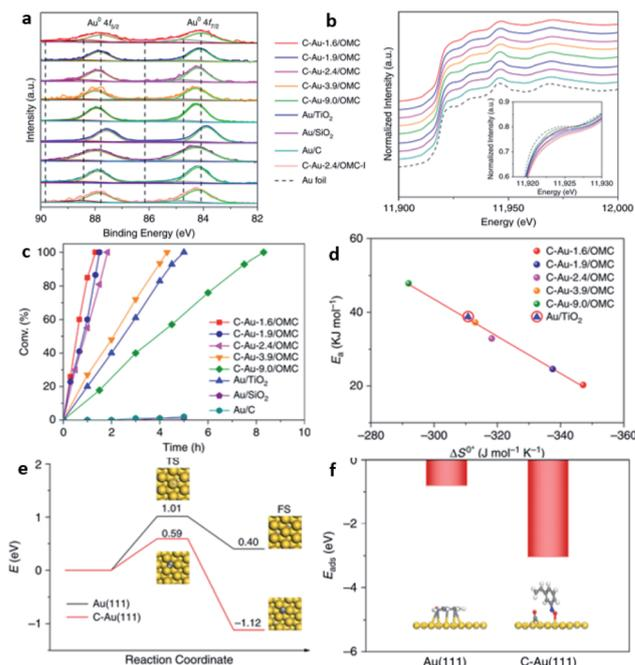 a
Au⁰ 4f₅/₂
Au⁰ 4f₇/₂
Intensity (a.u.)
90 88 86 84 82
Binding Energy (eV)
C-Au-1.6/OMC
C-Au-1.9/OMC
C-Au-2.4/OMC
C-Au-3.9/OMC
C-Au-9.0/OMC
Au/TiO₂
Au/SiO₂
Au/C
C-Au-2.4/OMC-I
Au foil
b
Normalized Intensity (a.u.)
11,900 11,950 12,000
Energy (eV)
Normalized Intensity (a.u.)
0.9
0.8
0.7
0.6
11,920 11,925 11,930
Energy (eV)
c
Conv. (%)
100
80
60
40
20
0
0 2 4 6 8 10
Time (h)
C-Au-1.6/OMC
C-Au-1.9/OMC
C-Au-2.4/OMC
C-Au-3.9/OMC
C-Au-9.0/OMC
Au/TiO₂
Au/SiO₂
Au/C
d
Eₐ (KJ mol⁻¹)
60
40
20
−280 −300 −320 −340 −360
ΔS⁰* (J mol⁻¹ K⁻¹)
C-Au-1.6/OMC
C-Au-1.9/OMC
C-Au-2.4/OMC
C-Au-3.9/OMC
C-Au-9.0/OMC
Au/TiO₂
e
E (eV)
2
1
0
−1
TS
1.01
0.59
FS
0.40
−1.12
Au(111)
C-Au(111)
Reaction Coordinate
f
E_ads (eV)
0
−2
−4
−6
Au(111) C-Au(111)